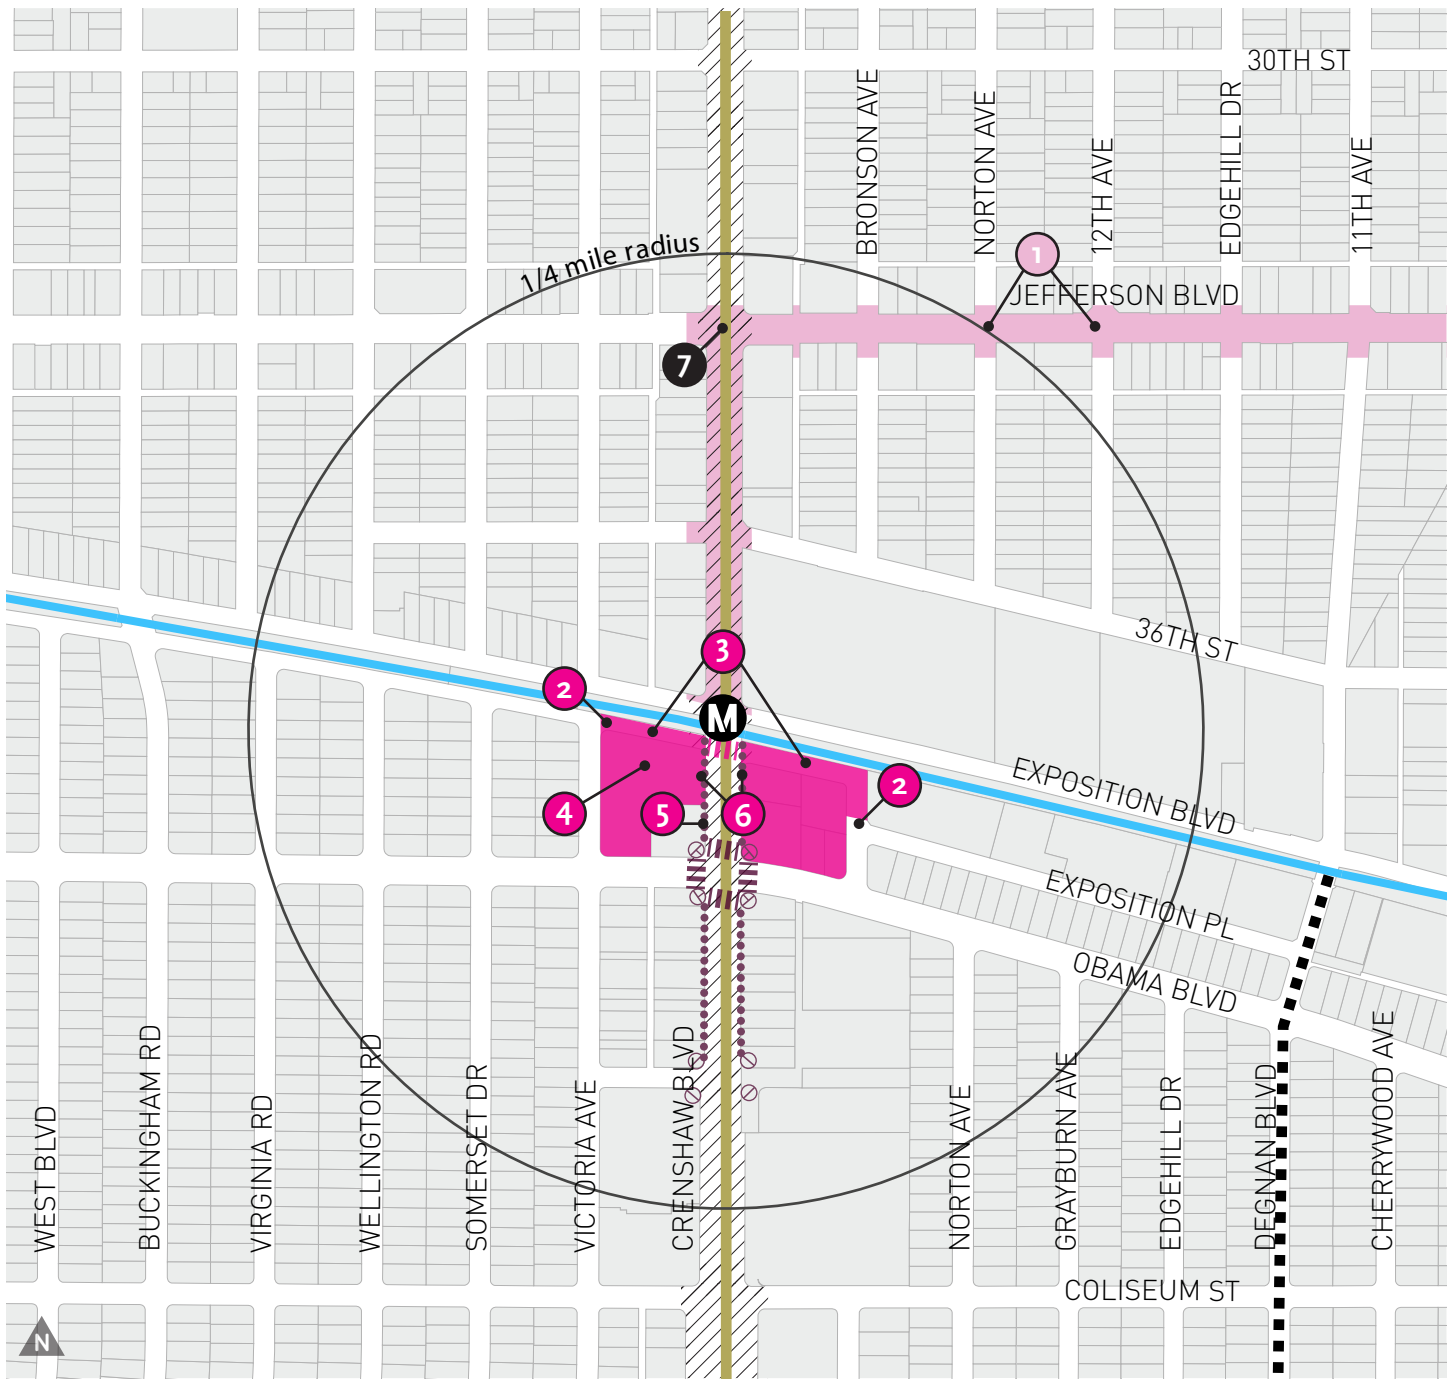 30TH ST
BRONSON AVE
NORTON AVE
12TH AVE
EDGEHILL DR
11TH AVE
1/4 mile radius
1
JEFFERSON BLVD
7
36TH ST
3
2
M
EXPOSITION BLVD
2
4
5
6
EXPOSITION PL
OBAMA BLVD
WEST BLVD
BUCKINGHAM RD
VIRGINIA RD
WELLINGTON RD
SOMERSET DR
VICTORIA AVE
CRENSHAW BLVD
NORTON AVE
GRAYBURN AVE
EDGEHILL DR
DEGNAN BLVD
CHERRYWOOD AVE
COLISEUM ST
N